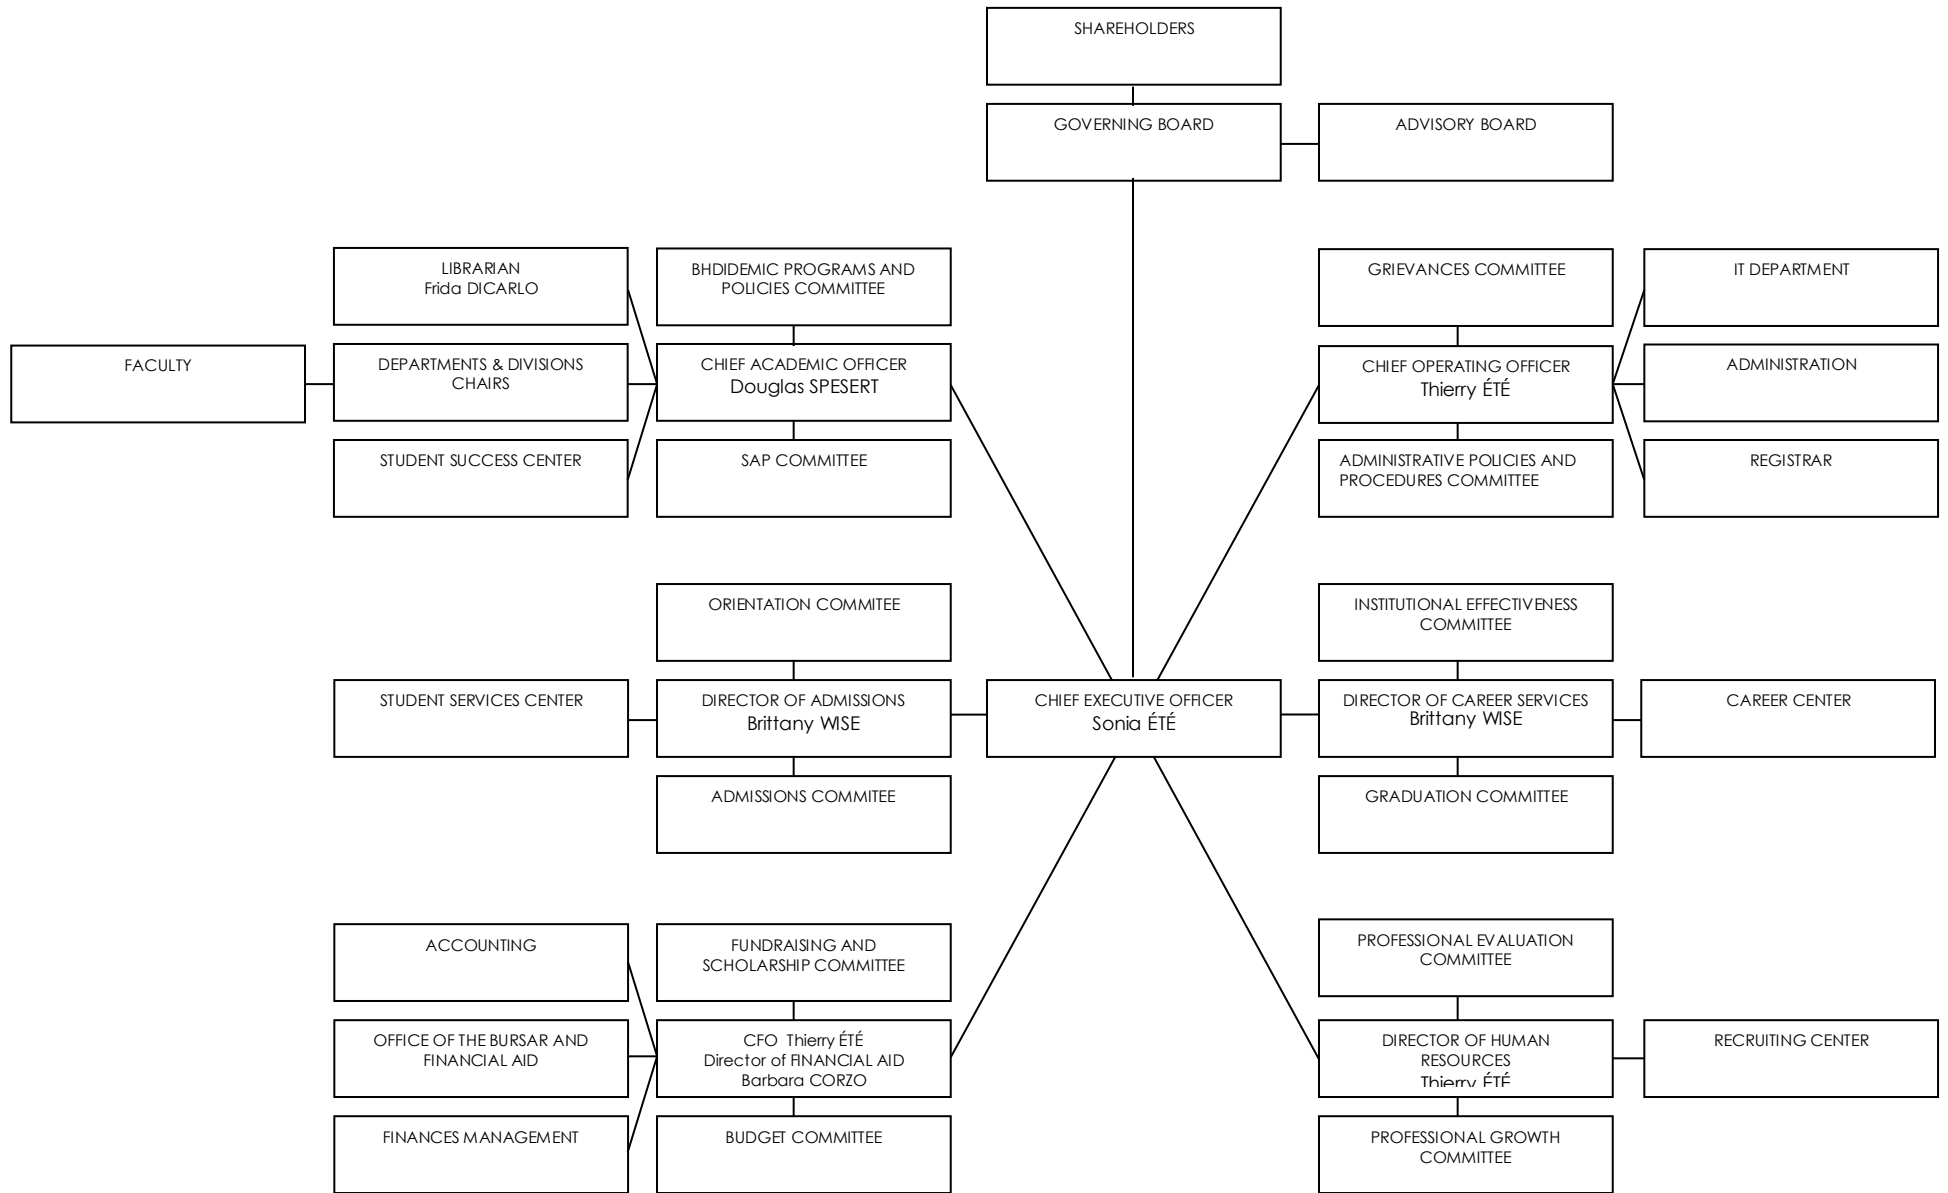 SHAREHOLDERS
GOVERNING BOARD
ADVISORY BOARD
LIBRARIAN
Frida DICARLO
BHDIDEMIC PROGRAMS AND
POLICIES COMMITTEE
GRIEVANCES COMMITTEE
IT DEPARTMENT
FACULTY
DEPARTMENTS & DIVISIONS
CHAIRS
CHIEF ACADEMIC OFFICER
Douglas SPESERT
CHIEF OPERATING OFFICER
Thierry ÉTÉ
ADMINISTRATION
STUDENT SUCCESS CENTER
SAP COMMITTEE
ADMINISTRATIVE POLICIES AND
PROCEDURES COMMITTEE
REGISTRAR
ORIENTATION COMMITEE
INSTITUTIONAL EFFECTIVENESS
COMMITTEE
STUDENT SERVICES CENTER
DIRECTOR OF ADMISSIONS
Brittany WISE
CHIEF EXECUTIVE OFFICER
Sonia ÉTÉ
DIRECTOR OF CAREER SERVICES
Brittany WISE
CAREER CENTER
ADMISSIONS COMMITEE
GRADUATION COMMITTEE
ACCOUNTING
FUNDRAISING AND
SCHOLARSHIP COMMITTEE
PROFESSIONAL EVALUATION
COMMITTEE
OFFICE OF THE BURSAR AND
FINANCIAL AID
CFO Thierry ÉTÉ
Director of FINANCIAL AID
Barbara CORZO
DIRECTOR OF HUMAN
RESOURCES
Thierry ÉTÉ
RECRUITING CENTER
FINANCES MANAGEMENT
BUDGET COMMITTEE
PROFESSIONAL GROWTH
COMMITTEE